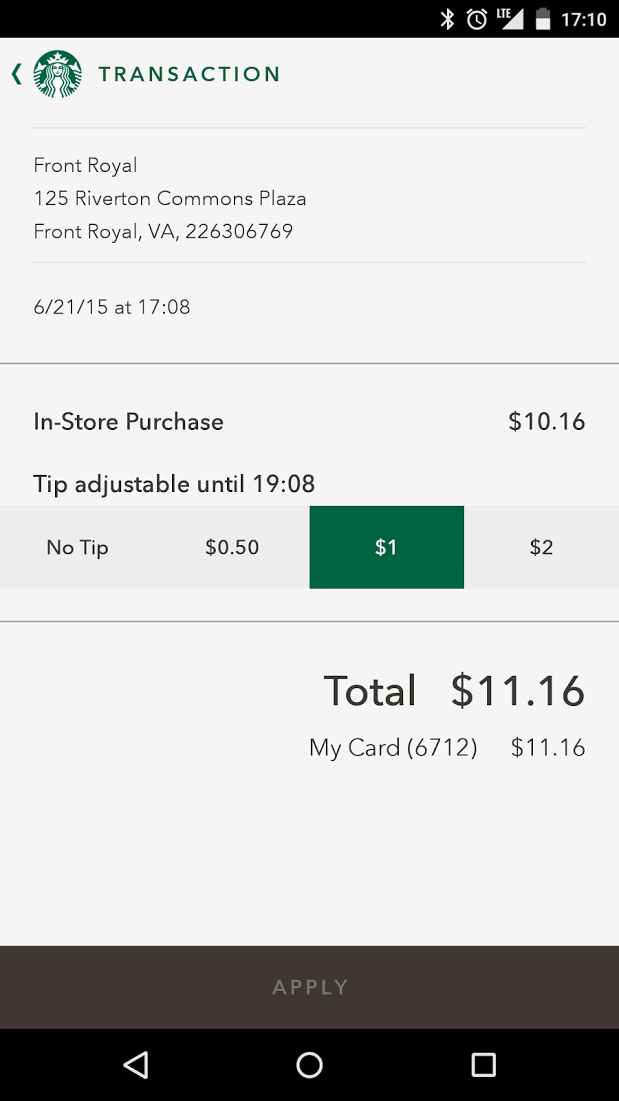 LTE 17:10
TRANSACTION
Front Royal
125 Riverton Commons Plaza
Front Royal, VA, 226306769
6/21/15 at 17:08
In-Store Purchase $10.16
Tip adjustable until 19:08
No Tip $0.50 $1 $2
Total $11.16
My Card (6712) $11.16
APPLY